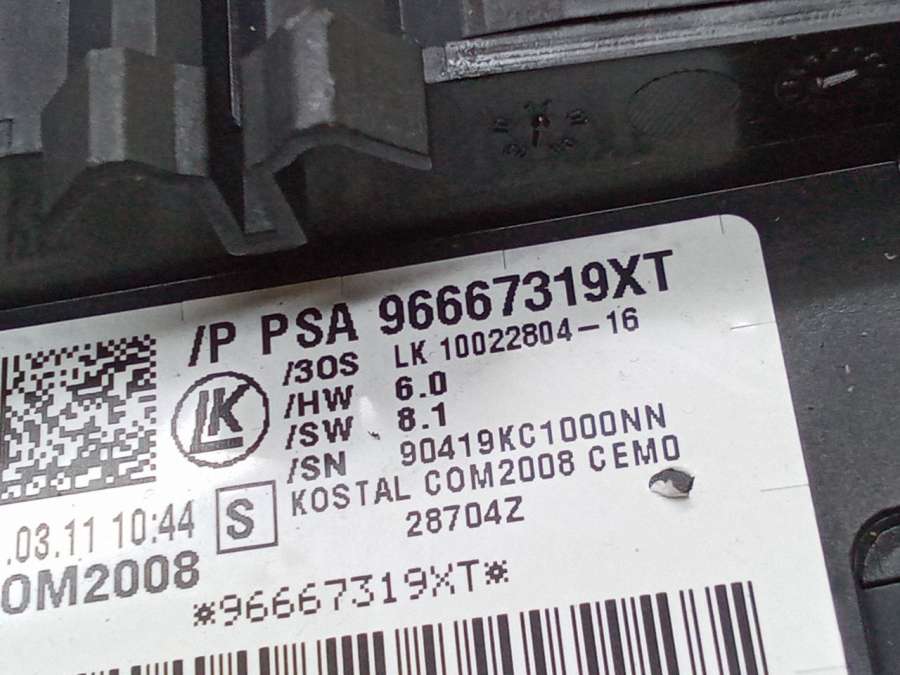 /P PSA 96667319XT
/3OS LK 10022804-16
/HW 6.0
/SW 8.1
/SN 90419KC1000NN
KOSTAL COM2008 CEMO
28704Z
LK
.03.11 10:44 S
OM2008
*96667319XT*